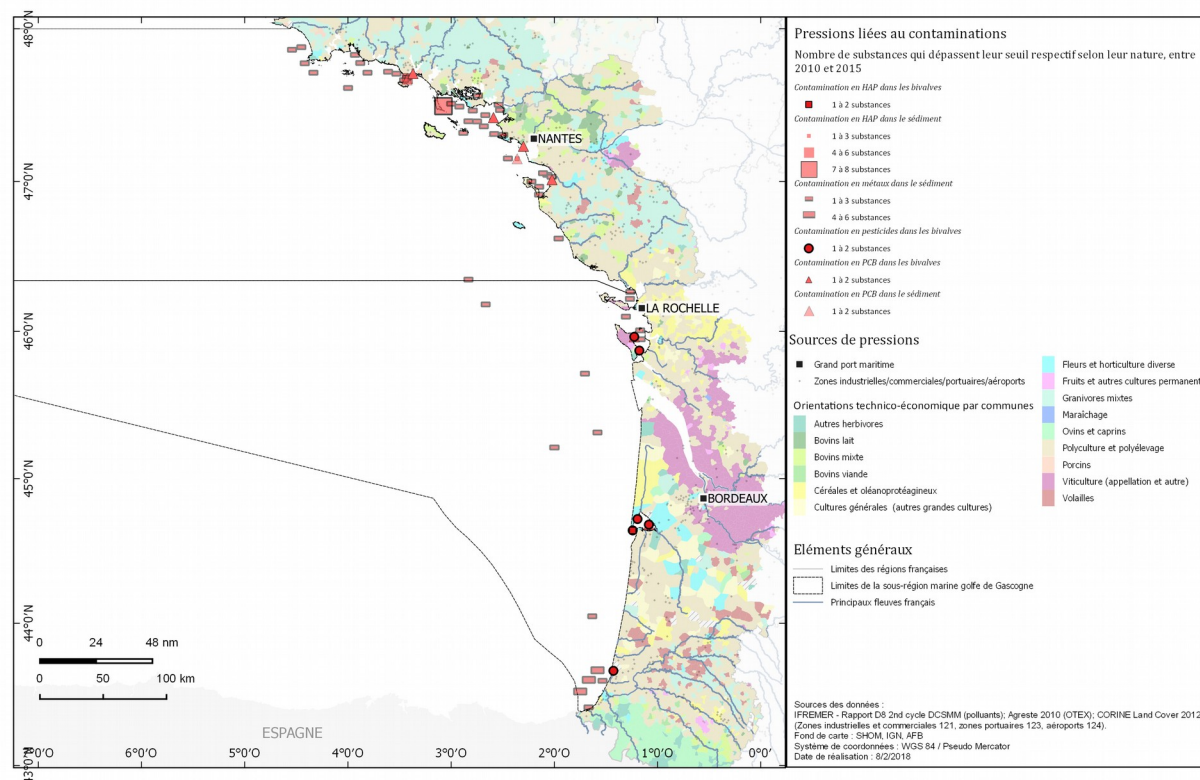 48°0'N
47°0'N
46°0'N
45°0'N
44°0'N
NANTES
LA ROCHELLE
BORDEAUX
ESPAGNE
0 24 48 nm
0 50 100 km
5°0'0
4°0'0
3°0'0
2°0'0
1°0'0
0°0'
Pressions liées au contaminations
Nombre de substances qui dépassent leur seuil respectif selon leur nature, entre
2010 et 2015
Contamination en HAP dans les bivalves
1 à 2 substances
Contamination en HAP dans le sédiment
1 à 3 substances
4 à 6 substances
7 à 8 substances
Contamination en métaux dans le sédiment
1 à 3 substances
4 à 6 substances
Contamination en pesticides dans les bivalves
1 à 2 substances
Contamination en PCB dans les bivalves
1 à 2 substances
Contamination en PCB dans le sédiment
1 à 2 substances
Sources de pressions
Grand port maritime
Zones industrielles/commerciales/portuaires/aéroports
Orientations technico-économique par communes
Autres herbivores
Bovins lait
Bovins mixte
Bovins viande
Céréales et oléanoprotéagineux
Cultures générales (autres grandes cultures)
Fleurs et horticulture diverse
Fruits et autres cultures permanent
Granivores mixtes
Maraîchage
Ovins et caprins
Polyculture et polyélevage
Porcins
Viticulture (appellation et autre)
Volailles
Eléments généraux
Limites des régions françaises
Limites de la sous-région marine golfe de Gascogne
Principaux fleuves français
Sources des données :
IFREMER - Rapport D8 2nd cycle DCSMM (polluants); Agreste 2010 (OTEX); CORINE Land Cover 2012
(Zones industrielles et commerciales 121, zones portuaires 123, aéroports 124).
Fond de carte : SHOM, IGN, AFB
Système de coordonnées : WGS 84 / Pseudo Mercator
Date de réalisation : 8/2/2018